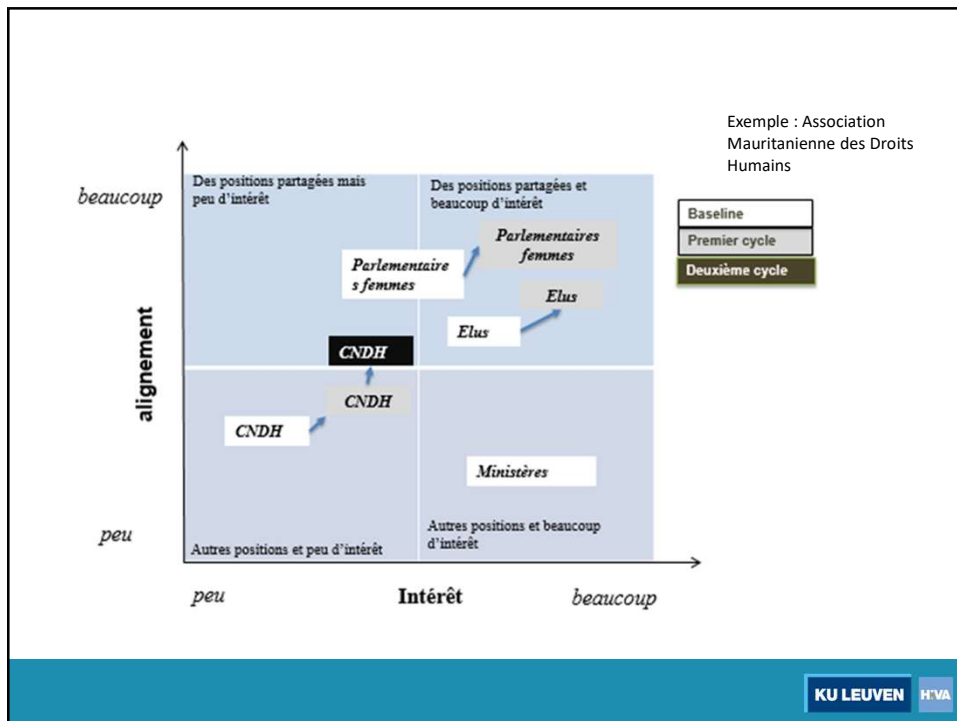 Exemple : Association
Mauritanienne des Droits
Humains
beaucoup
Des positions partagées mais
peu d'intérêt
Des positions partagées et
beaucoup d'intérêt
Baseline
Premier cycle
Deuxième cycle
Parlementaires
femmes
Parlementaire
s femmes
Elus
Elus
CNDH
CNDH
CNDH
alignement
Ministères
peu
Autres positions et peu d'intérêt
Autres positions et beaucoup
d'intérêt
peu
Intérêt
beaucoup
KU LEUVEN
HIVA